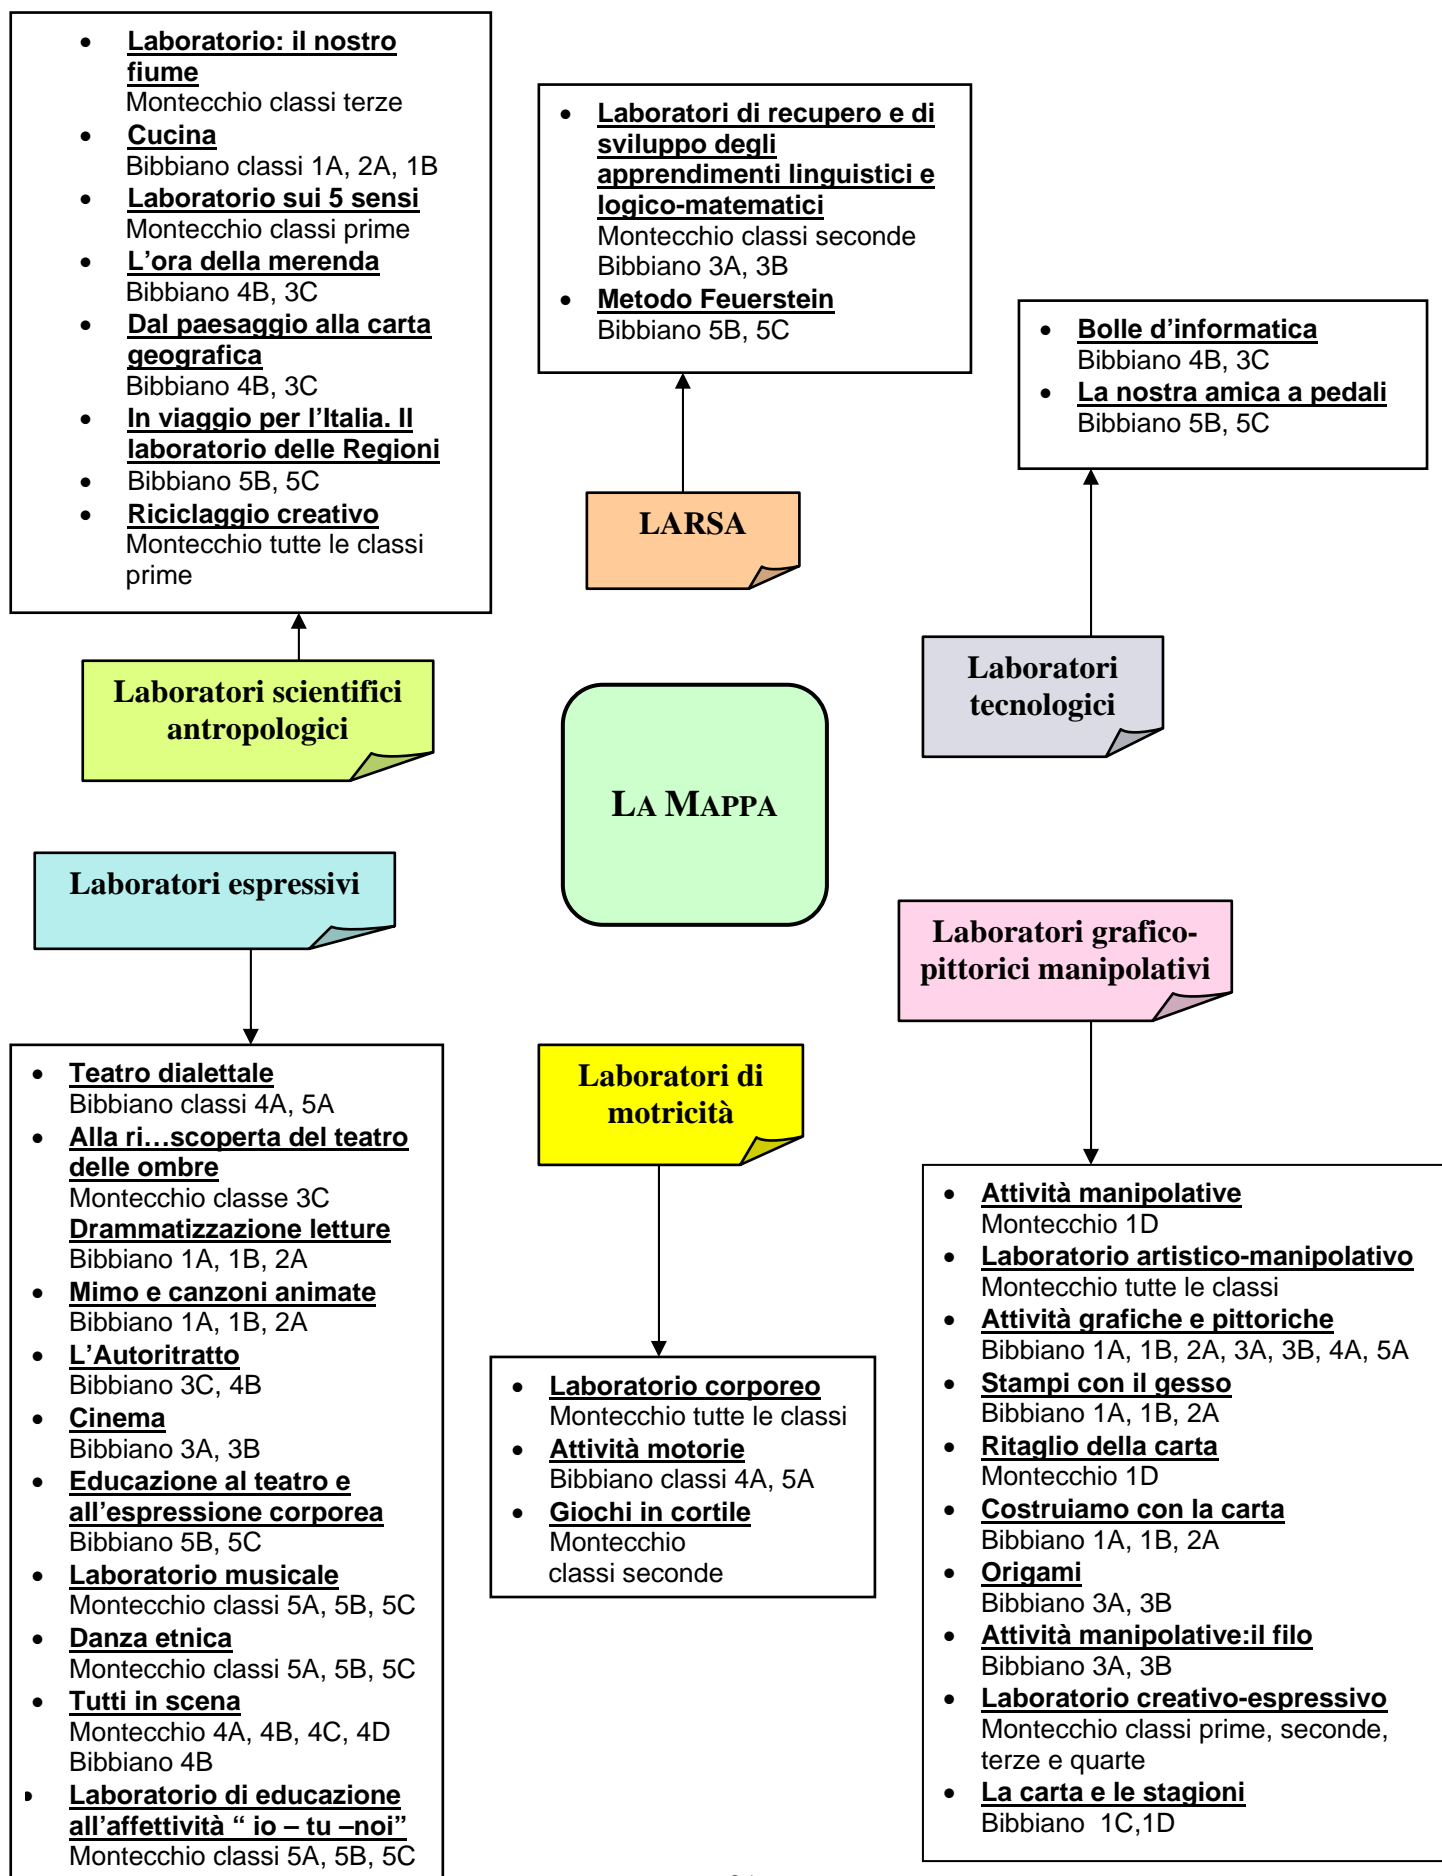 • Laboratorio: il nostro
fiume
Montecchio classi terze
• Cucina
Bibbiano classi 1A, 2A, 1B
• Laboratorio sui 5 sensi
Montecchio classi prime
• L’ora della merenda
Bibbiano 4B, 3C
• Dal paesaggio alla carta
geografica
Bibbiano 4B, 3C
• In viaggio per l’Italia. Il
laboratorio delle Regioni
• Bibbiano 5B, 5C
• Riciclaggio creativo
Montecchio tutte le classi
prime
• Laboratori di recupero e di
sviluppo degli
apprendimenti linguistici e
logico-matematici
Montecchio classi seconde
Bibbiano 3A, 3B
• Metodo Feuerstein
Bibbiano 5B, 5C
• Bolle d’informatica
Bibbiano 4B, 3C
• La nostra amica a pedali
Bibbiano 5B, 5C
LARSA
Laboratori scientifici
antropologici
Laboratori
tecnologici
LA MAPPA
Laboratori espressivi
Laboratori grafico-
pittorici manipolativi
Laboratori di
motricità
• Teatro dialettale
Bibbiano classi 4A, 5A
• Alla ri…scoperta del teatro
delle ombre
Montecchio classe 3C
Drammatizzazione letture
Bibbiano 1A, 1B, 2A
• Mimo e canzoni animate
Bibbiano 1A, 1B, 2A
• L’Autoritratto
Bibbiano 3C, 4B
• Cinema
Bibbiano 3A, 3B
• Educazione al teatro e
all’espressione corporea
Bibbiano 5B, 5C
• Laboratorio musicale
Montecchio classi 5A, 5B, 5C
• Danza etnica
Montecchio classi 5A, 5B, 5C
• Tutti in scena
Montecchio 4A, 4B, 4C, 4D
Bibbiano 4B
• Laboratorio di educazione
all’affettività “ io – tu –noi”
Montecchio classi 5A, 5B, 5C
• Laboratorio corporeo
Montecchio tutte le classi
• Attività motorie
Bibbiano classi 4A, 5A
• Giochi in cortile
Montecchio
classi seconde
• Attività manipolative
Montecchio 1D
• Laboratorio artistico-manipolativo
Montecchio tutte le classi
• Attività grafiche e pittoriche
Bibbiano 1A, 1B, 2A, 3A, 3B, 4A, 5A
• Stampi con il gesso
Bibbiano 1A, 1B, 2A
• Ritaglio della carta
Montecchio 1D
• Costruiamo con la carta
Bibbiano 1A, 1B, 2A
• Origami
Bibbiano 3A, 3B
• Attività manipolative:il filo
Bibbiano 3A, 3B
• Laboratorio creativo-espressivo
Montecchio classi prime, seconde,
terze e quarte
• La carta e le stagioni
Bibbiano 1C,1D